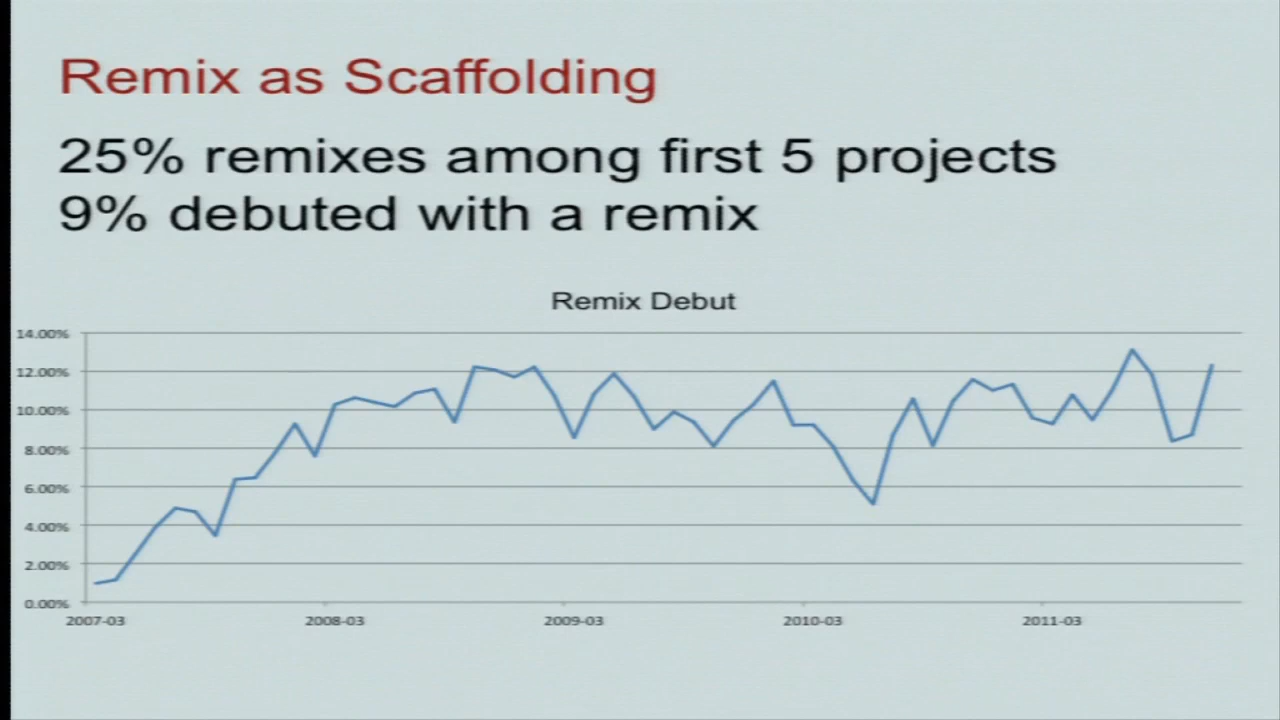 Remix as Scaffolding
25% remixes among first 5 projects
9% debuted with a remix
Remix Debut
14.00%
12.00%
10.00%
8.00%
6.00%
4.00%
2.00%
0.00%
2007-03 2008-03 2009-03 2010-03 2011-03